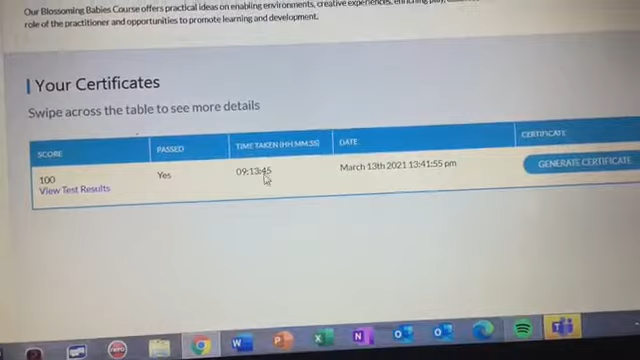 Our Blossoming Babies Course offers practical ideas on enabling environments, creative experiences,
role of the practitioner and opportunities to promote learning and development.
Your Certificates
Swipe across the table to see more details
SCORE PASSED TIME TAKEN (HH:MM:SS) DATE CERTIFICATE
100 Yes 09:13:45 March 13th 2021 13:41:55 pm GENERATE CERTIFICATE
View Test Results